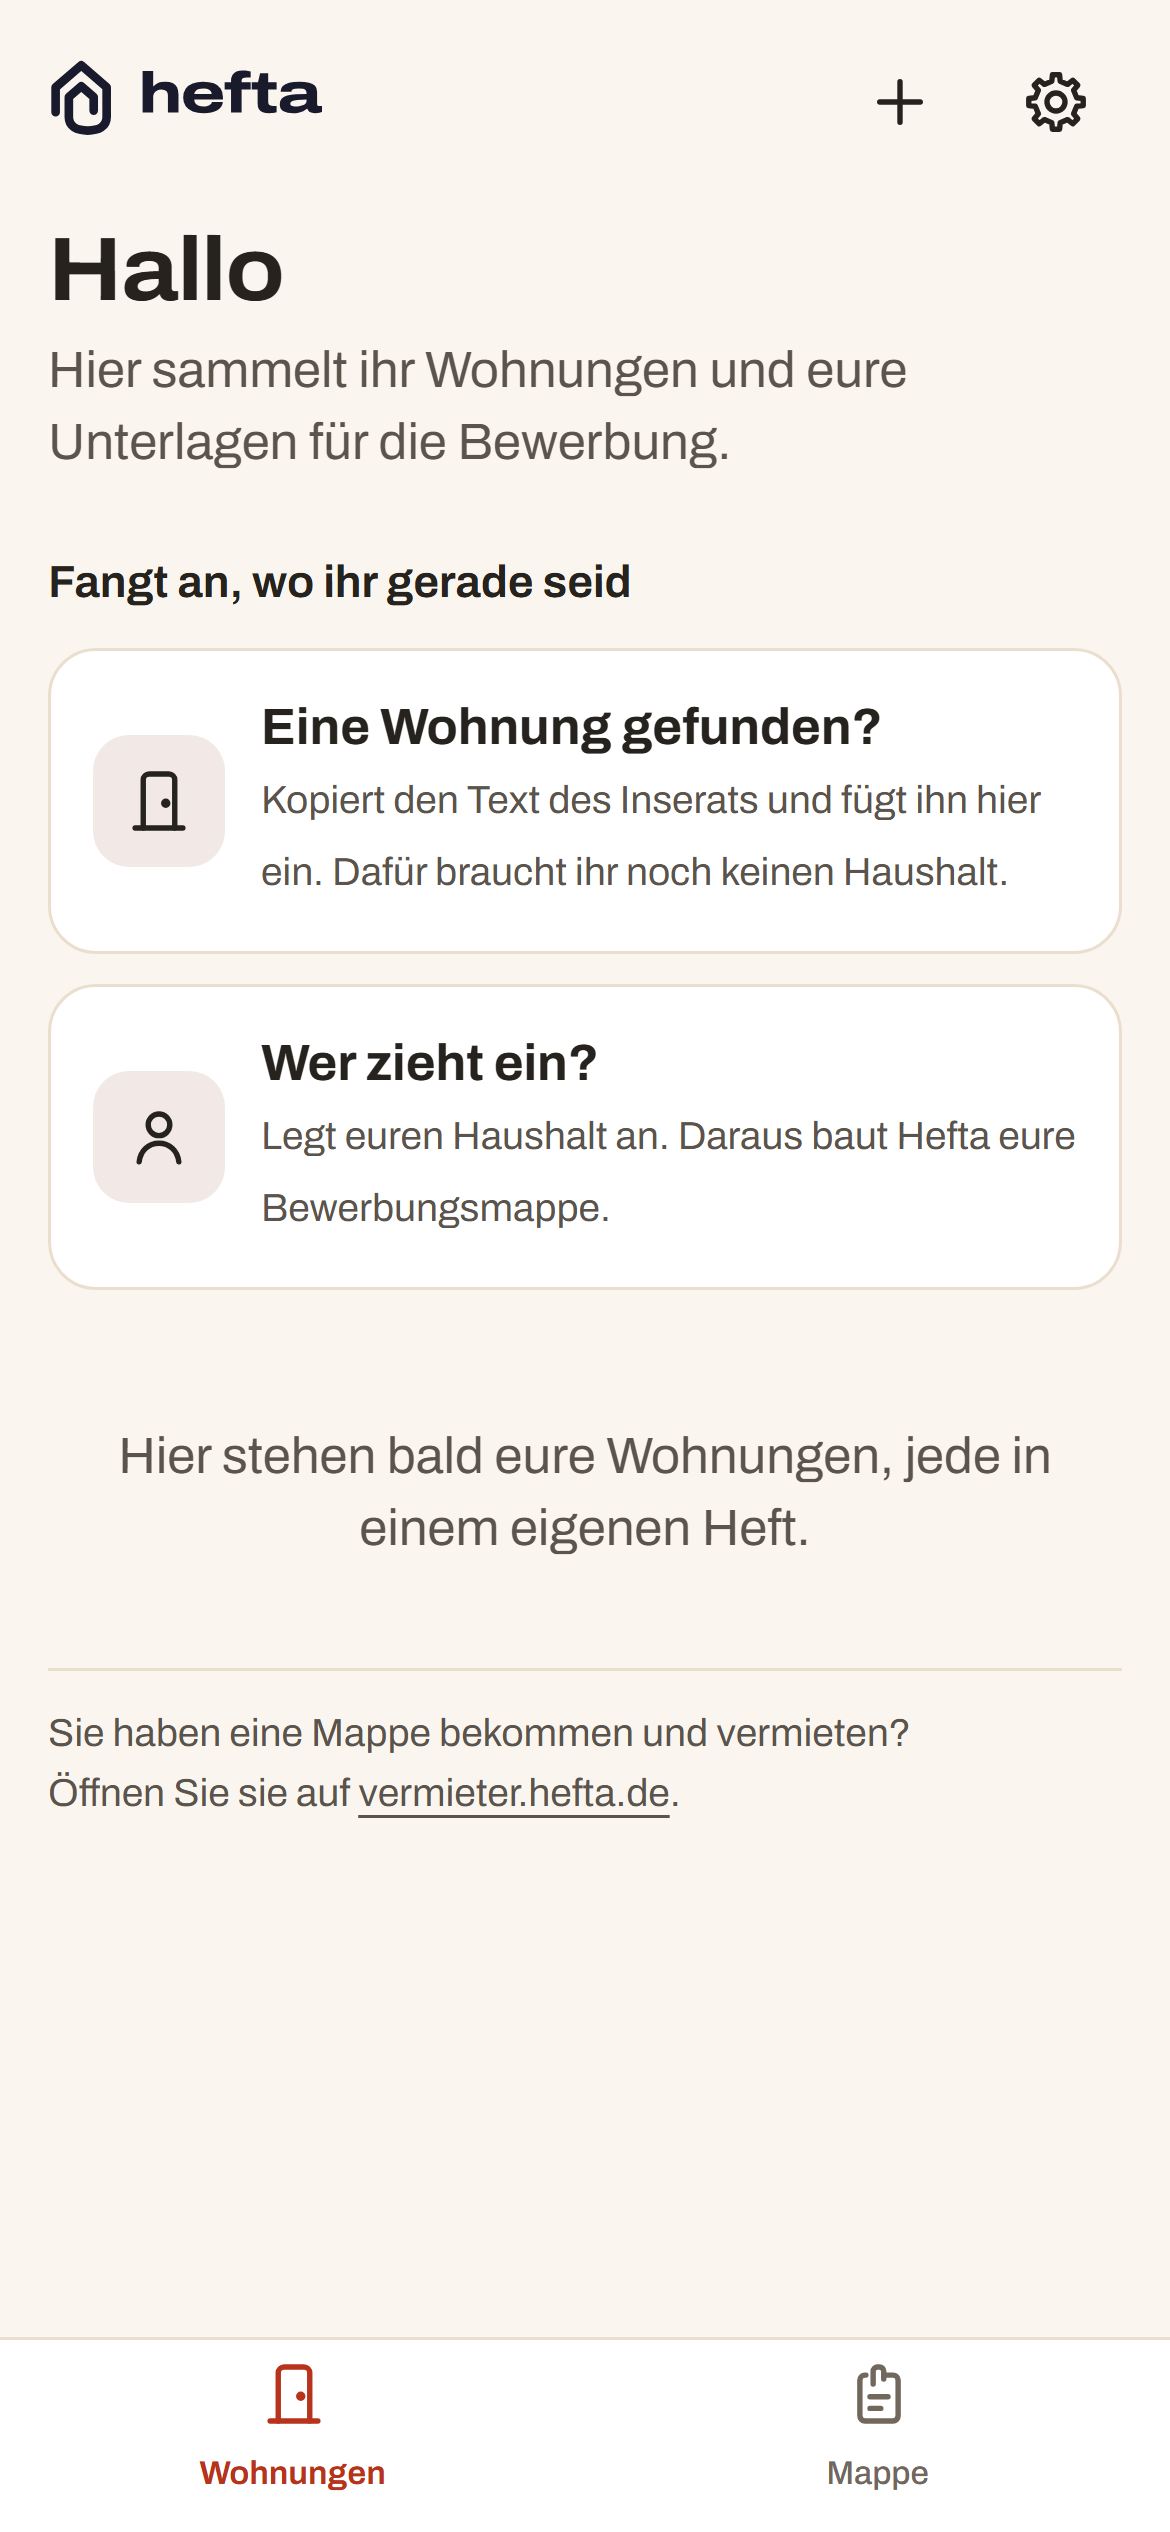 hefta
Hallo
Hier sammelt ihr Wohnungen und eure
Unterlagen für die Bewerbung.
Fangt an, wo ihr gerade seid
Eine Wohnung gefunden?
Kopiert den Text des Inserats und fügt ihn hier
ein. Dafür braucht ihr noch keinen Haushalt.
Wer zieht ein?
Legt euren Haushalt an. Daraus baut Hefta eure
Bewerbungsmappe.
Hier stehen bald eure Wohnungen, jede in
einem eigenen Heft.
Sie haben eine Mappe bekommen und vermieten?
Öffnen Sie sie auf vermieter.hefta.de.
Wohnungen
Mappe